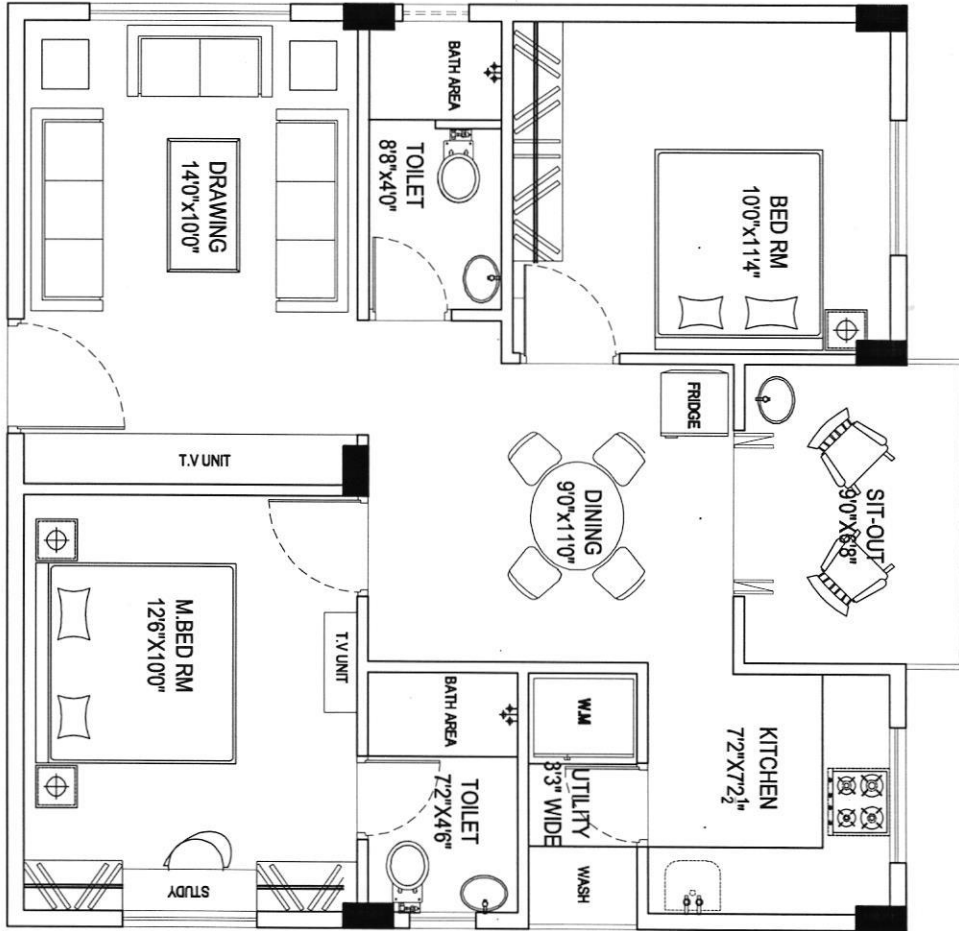 BATH AREA
TOILET
8'8"x4'0"
DRAWING
14'0"x10'0"
BED RM
10'0"x11'4"
FRIDGE
T.V UNIT
DINING
9'0"x11'0"
SIT-OUT
9'0"X6'8"
M.BED RM
12'6"X10'0"
T.V UNIT
BATH AREA
W.M
KITCHEN
7'2"X7'2½"
TOILET
7'2"X4'6"
UTILITY
3'3" WIDE
STUDY
WASH